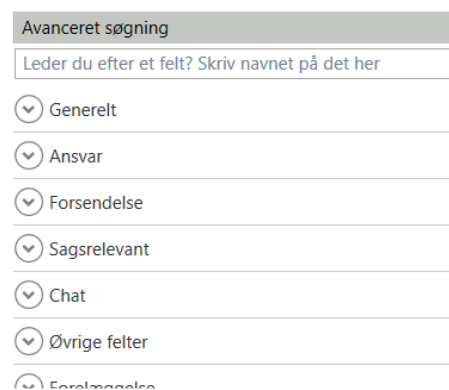 Avanceret søgning
Leder du efter et felt? Skriv navnet på det her
Generelt
Ansvar
Forsendelse
Sagsrelevant
Chat
Øvrige felter
Forelæggelse